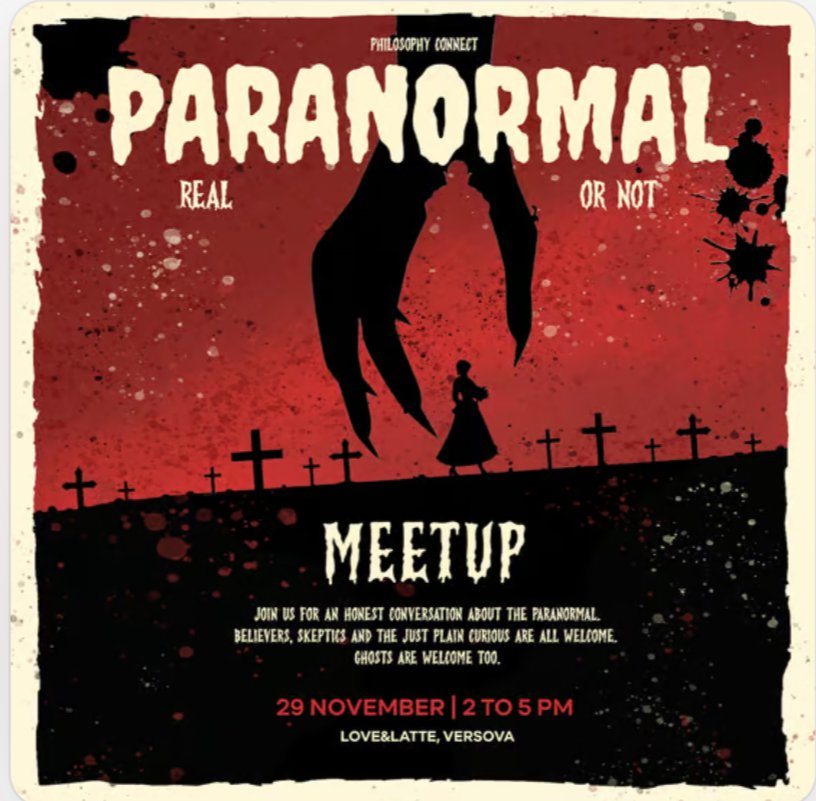 PHILOSOPHY CONNECT
PARANORMAL
REAL OR NOT
MEETUP
JOIN US FOR AN HONEST CONVERSATION ABOUT THE PARANORMAL.
BELIEVERS, SKEPTICS AND THE JUST PLAIN CURIOUS ARE ALL WELCOME.
GHOSTS ARE WELCOME TOO.
29 NOVEMBER | 2 TO 5 PM
LOVE&LATTE, VERSOVA